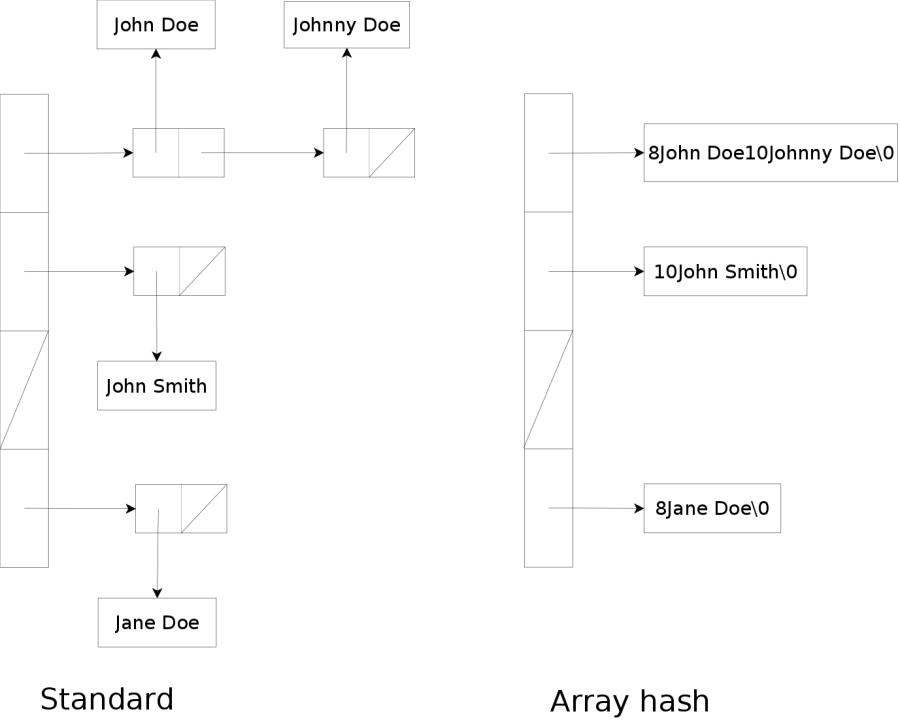 John Doe
Johnny Doe
8John Doe10Johnny Doe\0
10John Smith\0
John Smith
8Jane Doe\0
Jane Doe
Standard
Array hash